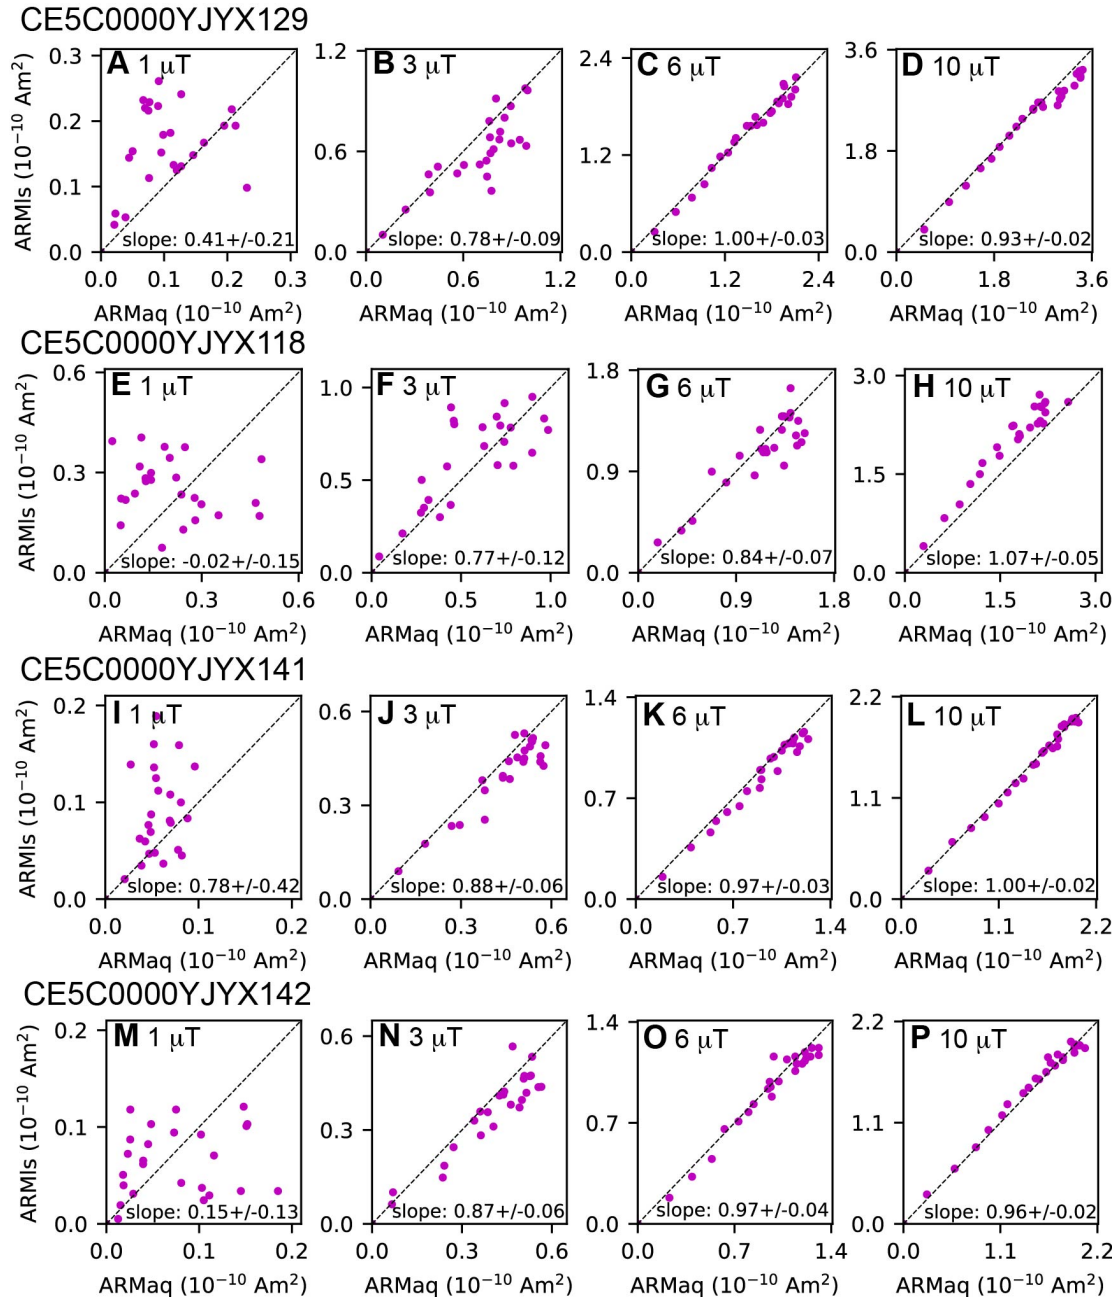 CE5C0000YJYX129
A 1 μT
B 3 μT
C 6 μT
D 10 μT
ARMIs (10⁻¹⁰ Am²)
0.3
0.2
0.1
0.0
1.2
0.6
0.0
2.4
1.2
0.0
3.6
1.8
0.0
slope: 0.41+/-0.21
slope: 0.78+/-0.09
slope: 1.00+/-0.03
slope: 0.93+/-0.02
0.0 0.1 0.2 0.3
0.0 0.6 1.2
0.0 1.2 2.4
0.0 1.8 3.6
ARMaq (10⁻¹⁰ Am²)
ARMaq (10⁻¹⁰ Am²)
ARMaq (10⁻¹⁰ Am²)
ARMaq (10⁻¹⁰ Am²)
CE5C0000YJYX118
E 1 μT
F 3 μT
G 6 μT
H 10 μT
ARMIs (10⁻¹⁰ Am²)
0.6
0.3
0.0
1.0
0.5
0.0
1.8
0.9
0.0
3.0
1.5
0.0
slope: -0.02+/-0.15
slope: 0.77+/-0.12
slope: 0.84+/-0.07
slope: 1.07+/-0.05
0.0 0.3 0.6
0.0 0.5 1.0
0.0 0.9 1.8
0.0 1.5 3.0
ARMaq (10⁻¹⁰ Am²)
ARMaq (10⁻¹⁰ Am²)
ARMaq (10⁻¹⁰ Am²)
ARMaq (10⁻¹⁰ Am²)
CE5C0000YJYX141
I 1 μT
J 3 μT
K 6 μT
L 10 μT
ARMIs (10⁻¹⁰ Am²)
0.2
0.1
0.0
0.6
0.3
0.0
1.4
0.7
0.0
2.2
1.1
0.0
slope: 0.78+/-0.42
slope: 0.88+/-0.06
slope: 0.97+/-0.03
slope: 1.00+/-0.02
0.0 0.1 0.2
0.0 0.3 0.6
0.0 0.7 1.4
0.0 1.1 2.2
ARMaq (10⁻¹⁰ Am²)
ARMaq (10⁻¹⁰ Am²)
ARMaq (10⁻¹⁰ Am²)
ARMaq (10⁻¹⁰ Am²)
CE5C0000YJYX142
M 1 μT
N 3 μT
O 6 μT
P 10 μT
ARMIs (10⁻¹⁰ Am²)
0.2
0.1
0.0
0.6
0.3
0.0
1.4
0.7
0.0
2.2
1.1
0.0
slope: 0.15+/-0.13
slope: 0.87+/-0.06
slope: 0.97+/-0.04
slope: 0.96+/-0.02
0.0 0.1 0.2
0.0 0.3 0.6
0.0 0.7 1.4
0.0 1.1 2.2
ARMaq (10⁻¹⁰ Am²)
ARMaq (10⁻¹⁰ Am²)
ARMaq (10⁻¹⁰ Am²)
ARMaq (10⁻¹⁰ Am²)